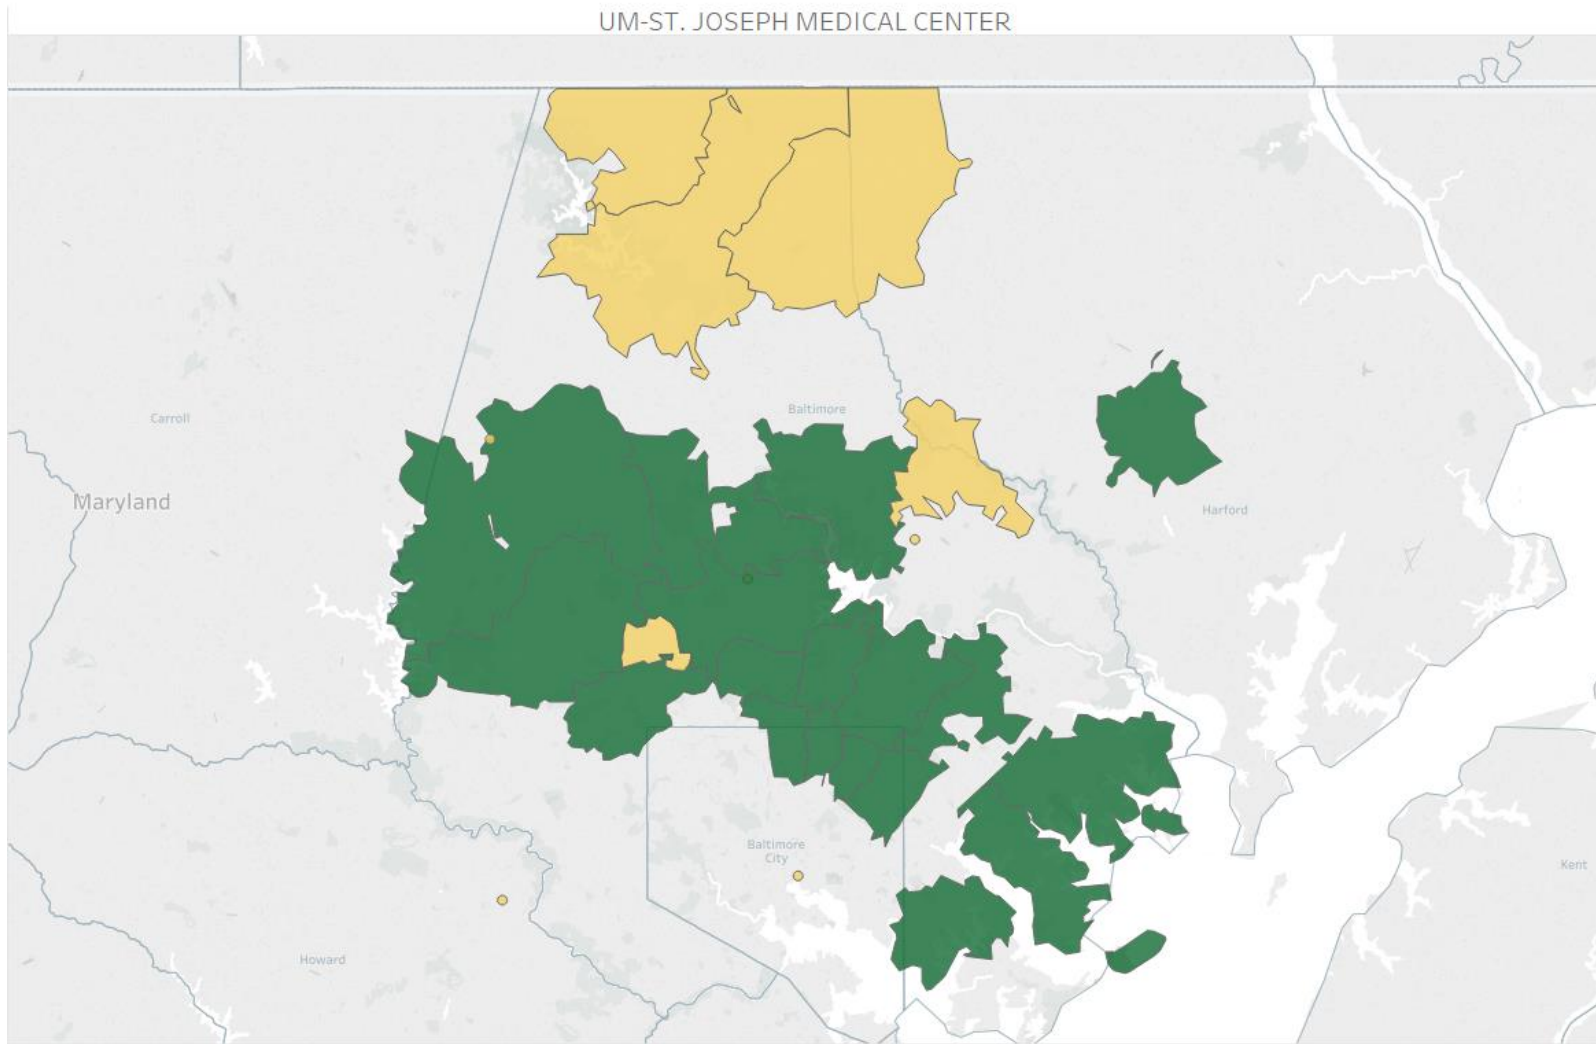 UM-ST. JOSEPH MEDICAL CENTER
Baltimore
Carroll
Maryland
Harford
Baltimore
City
Kent
Howard